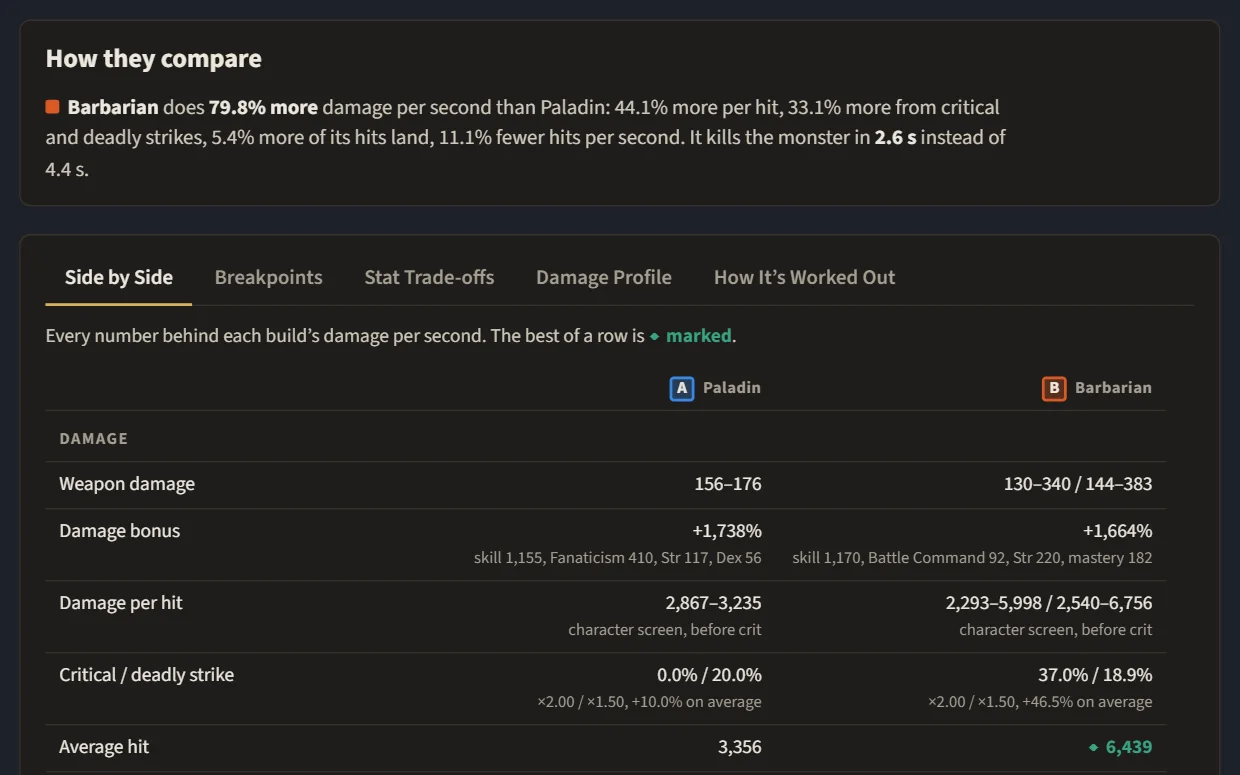 How they compare
Barbarian does 79.8% more damage per second than Paladin: 44.1% more per hit, 33.1% more from critical
and deadly strikes, 5.4% more of its hits land, 11.1% fewer hits per second. It kills the monster in 2.6 s instead of
4.4 s.
Side by Side Breakpoints Stat Trade-offs Damage Profile How It’s Worked Out
Every number behind each build’s damage per second. The best of a row is ◆ marked.
A Paladin B Barbarian
DAMAGE
Weapon damage 156–176 130–340 / 144–383
Damage bonus +1,738% +1,664%
skill 1,155, Fanaticism 410, Str 117, Dex 56 skill 1,170, Battle Command 92, Str 220, mastery 182
Damage per hit 2,867–3,235 2,293–5,998 / 2,540–6,756
character screen, before crit character screen, before crit
Critical / deadly strike 0.0% / 20.0% 37.0% / 18.9%
×2.00 / ×1.50, +10.0% on average ×2.00 / ×1.50, +46.5% on average
Average hit 3,356 ◆ 6,439